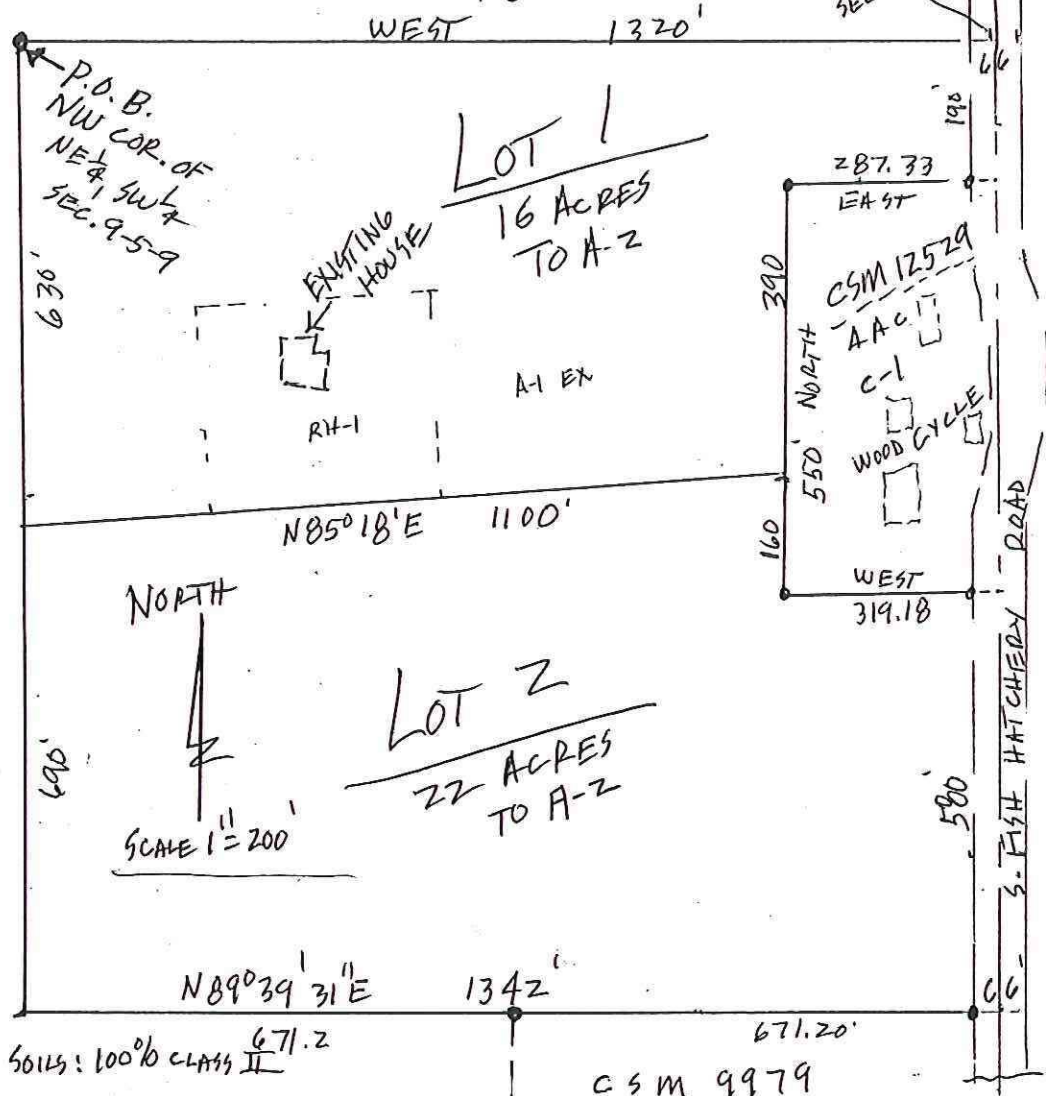 WEST 1320'
66
P.O.B.
NW COR. OF
NE¼ SW¼
SEC. 9-5-9
LOT 1
16 ACRES
TO A-2
190'
287.33
EAST
630'
EXISTING
HOUSE
RH-1
A-1 EX
390
NORTH
550'
160
CSM 12529
AAC
C-1
WOOD CYCLE
WEST
319.18
N85°18'E 1100'
NORTH
SCALE 1"=200'
LOT 2
22 ACRES
TO A-2
690'
580'
S. FISH HATCHERY ROAD
N89°39'31"E 1342'
66'
671.2
671.20'
SOILS: 100% CLASS II
CSM 9979